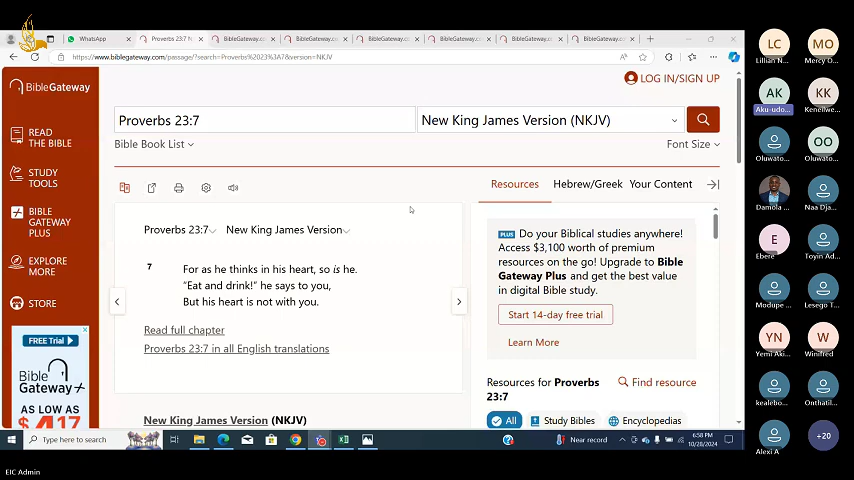 WhatsApp
Proverbs 23:7 N
BibleGateway.c
BibleGateway.c
BibleGateway.c
BibleGateway.c
BibleGateway.c
BibleGateway.c
https://www.biblegateway.com/passage/?search=Proverbs%2023%3A7&version=NKJV
BibleGateway
LOG IN/SIGN UP
READ
THE BIBLE
STUDY
TOOLS
BIBLE
GATEWAY
PLUS
EXPLORE
MORE
STORE
FREE Trial
Bible
Gateway+
AS LOW AS
$4.17
Proverbs 23:7
New King James Version (NKJV)
Bible Book List
Font Size
Resources
Hebrew/Greek
Your Content
Proverbs 23:7
New King James Version
7 For as he thinks in his heart, so is he.
“Eat and drink!” he says to you,
But his heart is not with you.
Read full chapter
Proverbs 23:7 in all English translations
New King James Version (NKJV)
PLUS Do your Biblical studies anywhere!
Access $3,100 worth of premium
resources on the go! Upgrade to Bible
Gateway Plus and get the best value
in digital Bible study.
Start 14-day free trial
Learn More
Resources for Proverbs
23:7
Find resource
All
Study Bibles
Encyclopedias
Type here to search
Near record
6:58 PM
10/28/2024
EIC Admin
LC
Lillian N...
MO
Mercy O...
AK
Aku-udo...
KK
Kenechw...
Oluwato...
OO
Oluwato...
Damola ...
Naa Dja...
E
Ebere
Toyin Ad...
Modupe ...
Lesego T...
YN
Yemi Aki...
W
Winifred
kealebo...
Onthatil...
Alexi A
+20